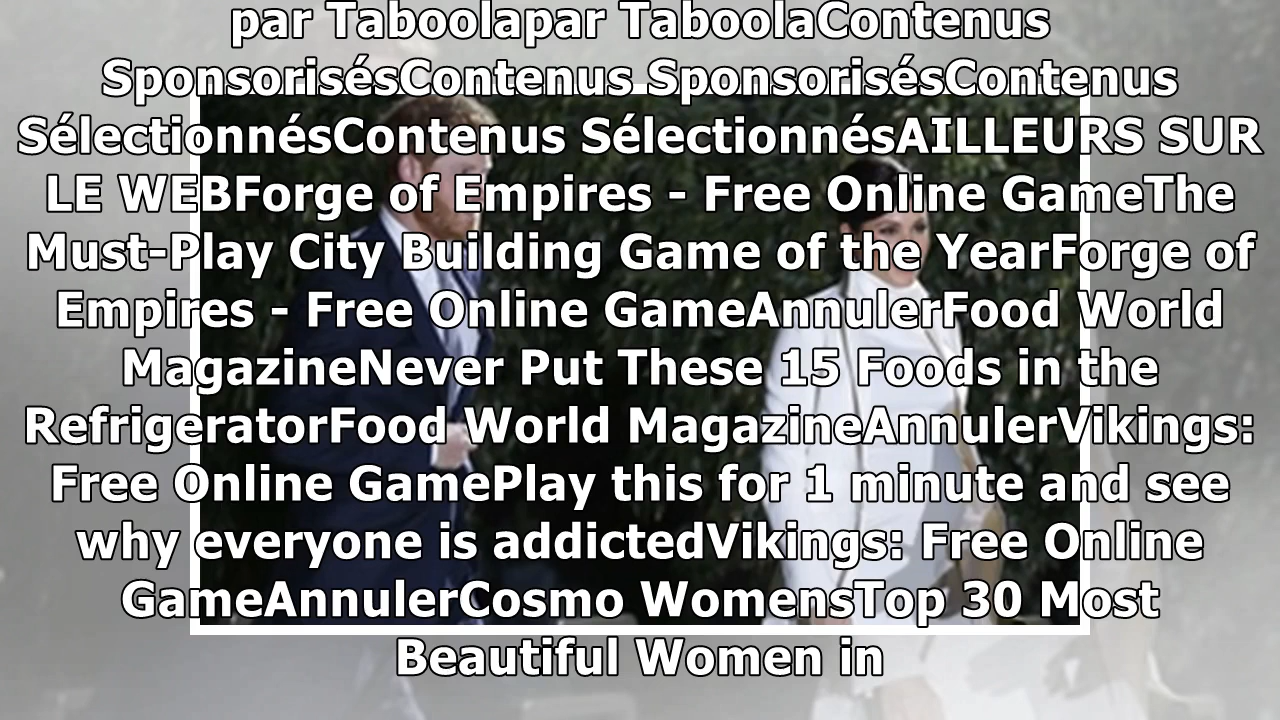 par Taboolapar TaboolaContenus
SponsorisésContenus SponsorisésContenus
SélectionnésContenus SélectionnésAILLEURS SUR
LE WEBForge of Empires - Free Online GameThe
Must-Play City Building Game of the YearForge of
Empires - Free Online GameAnnulerFood World
MagazineNever Put These 15 Foods in the
RefrigeratorFood World MagazineAnnulerVikings:
Free Online GamePlay this for 1 minute and see
why everyone is addictedVikings: Free Online
GameAnnulerCosmo WomensTop 30 Most
Beautiful Women in